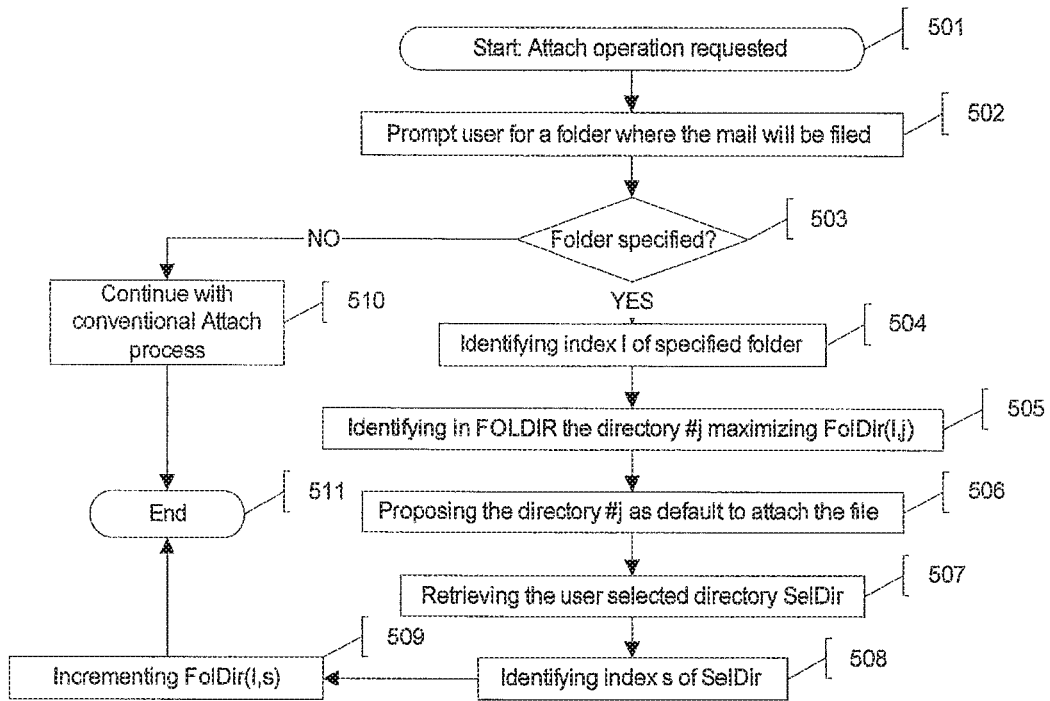 Start: Attach operation requested
501
Prompt user for a folder where the mail will be filed
502
Folder specified?
503
NO
YES
Continue with
conventional Attach
process
510
Identifying index I of specified folder
504
Identifying in FOLDIR the directory #j maximizing FolDir(I,j)
505
End
511
Proposing the directory #j as default to attach the file
506
Retrieving the user selected directory SelDir
507
Identifying index s of SelDir
508
Incrementing FolDir(I,s)
509